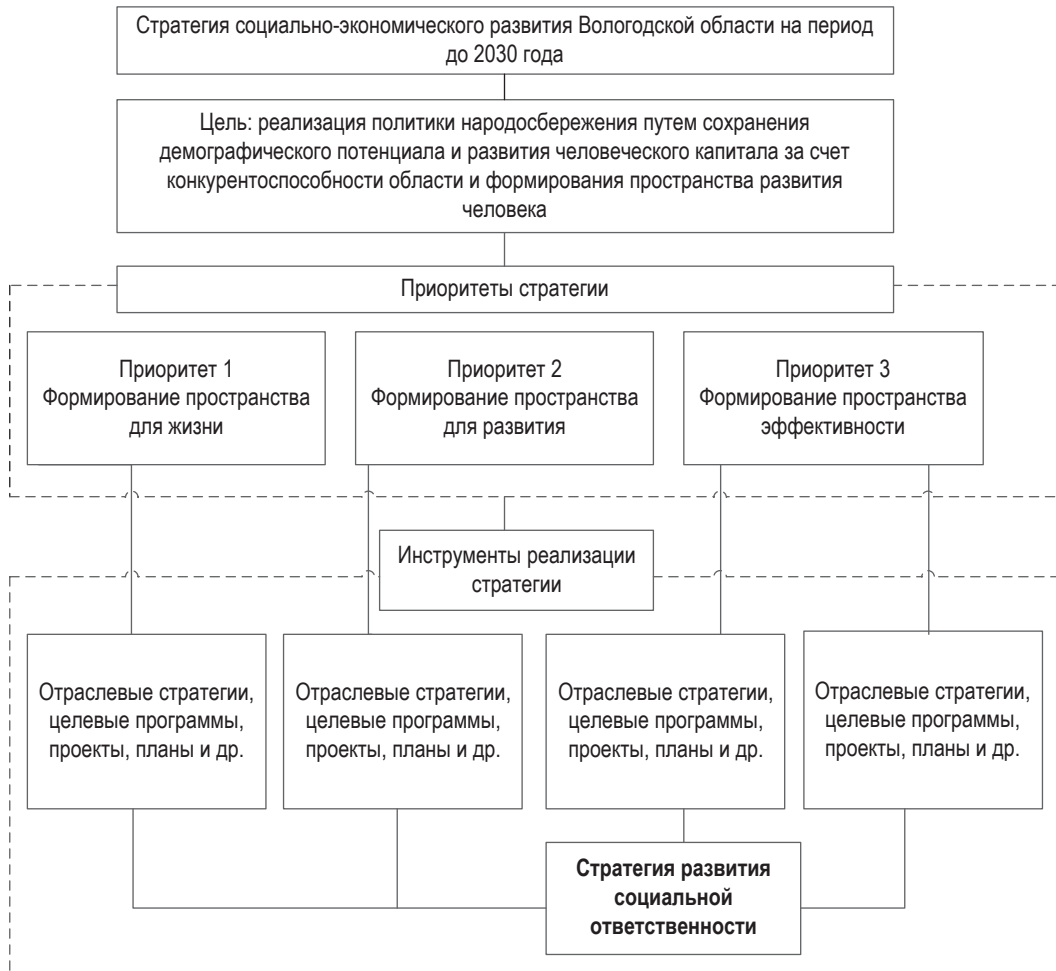 Стратегия социально-экономического развития Вологодской области на период
до 2030 года
Цель: реализация политики народосбережения путем сохранения
демографического потенциала и развития человеческого капитала за счет
конкурентоспособности области и формирования пространства развития
человека
Приоритеты стратегии
Приоритет 1
Формирование пространства
для жизни
Приоритет 2
Формирование пространства
для развития
Приоритет 3
Формирование пространства
эффективности
Инструменты реализации
стратегии
Отраслевые стратегии,
целевые программы,
проекты, планы и др.
Отраслевые стратегии,
целевые программы,
проекты, планы и др.
Отраслевые стратегии,
целевые программы,
проекты, планы и др.
Отраслевые стратегии,
целевые программы,
проекты, планы и др.
Стратегия развития
социальной
ответственности